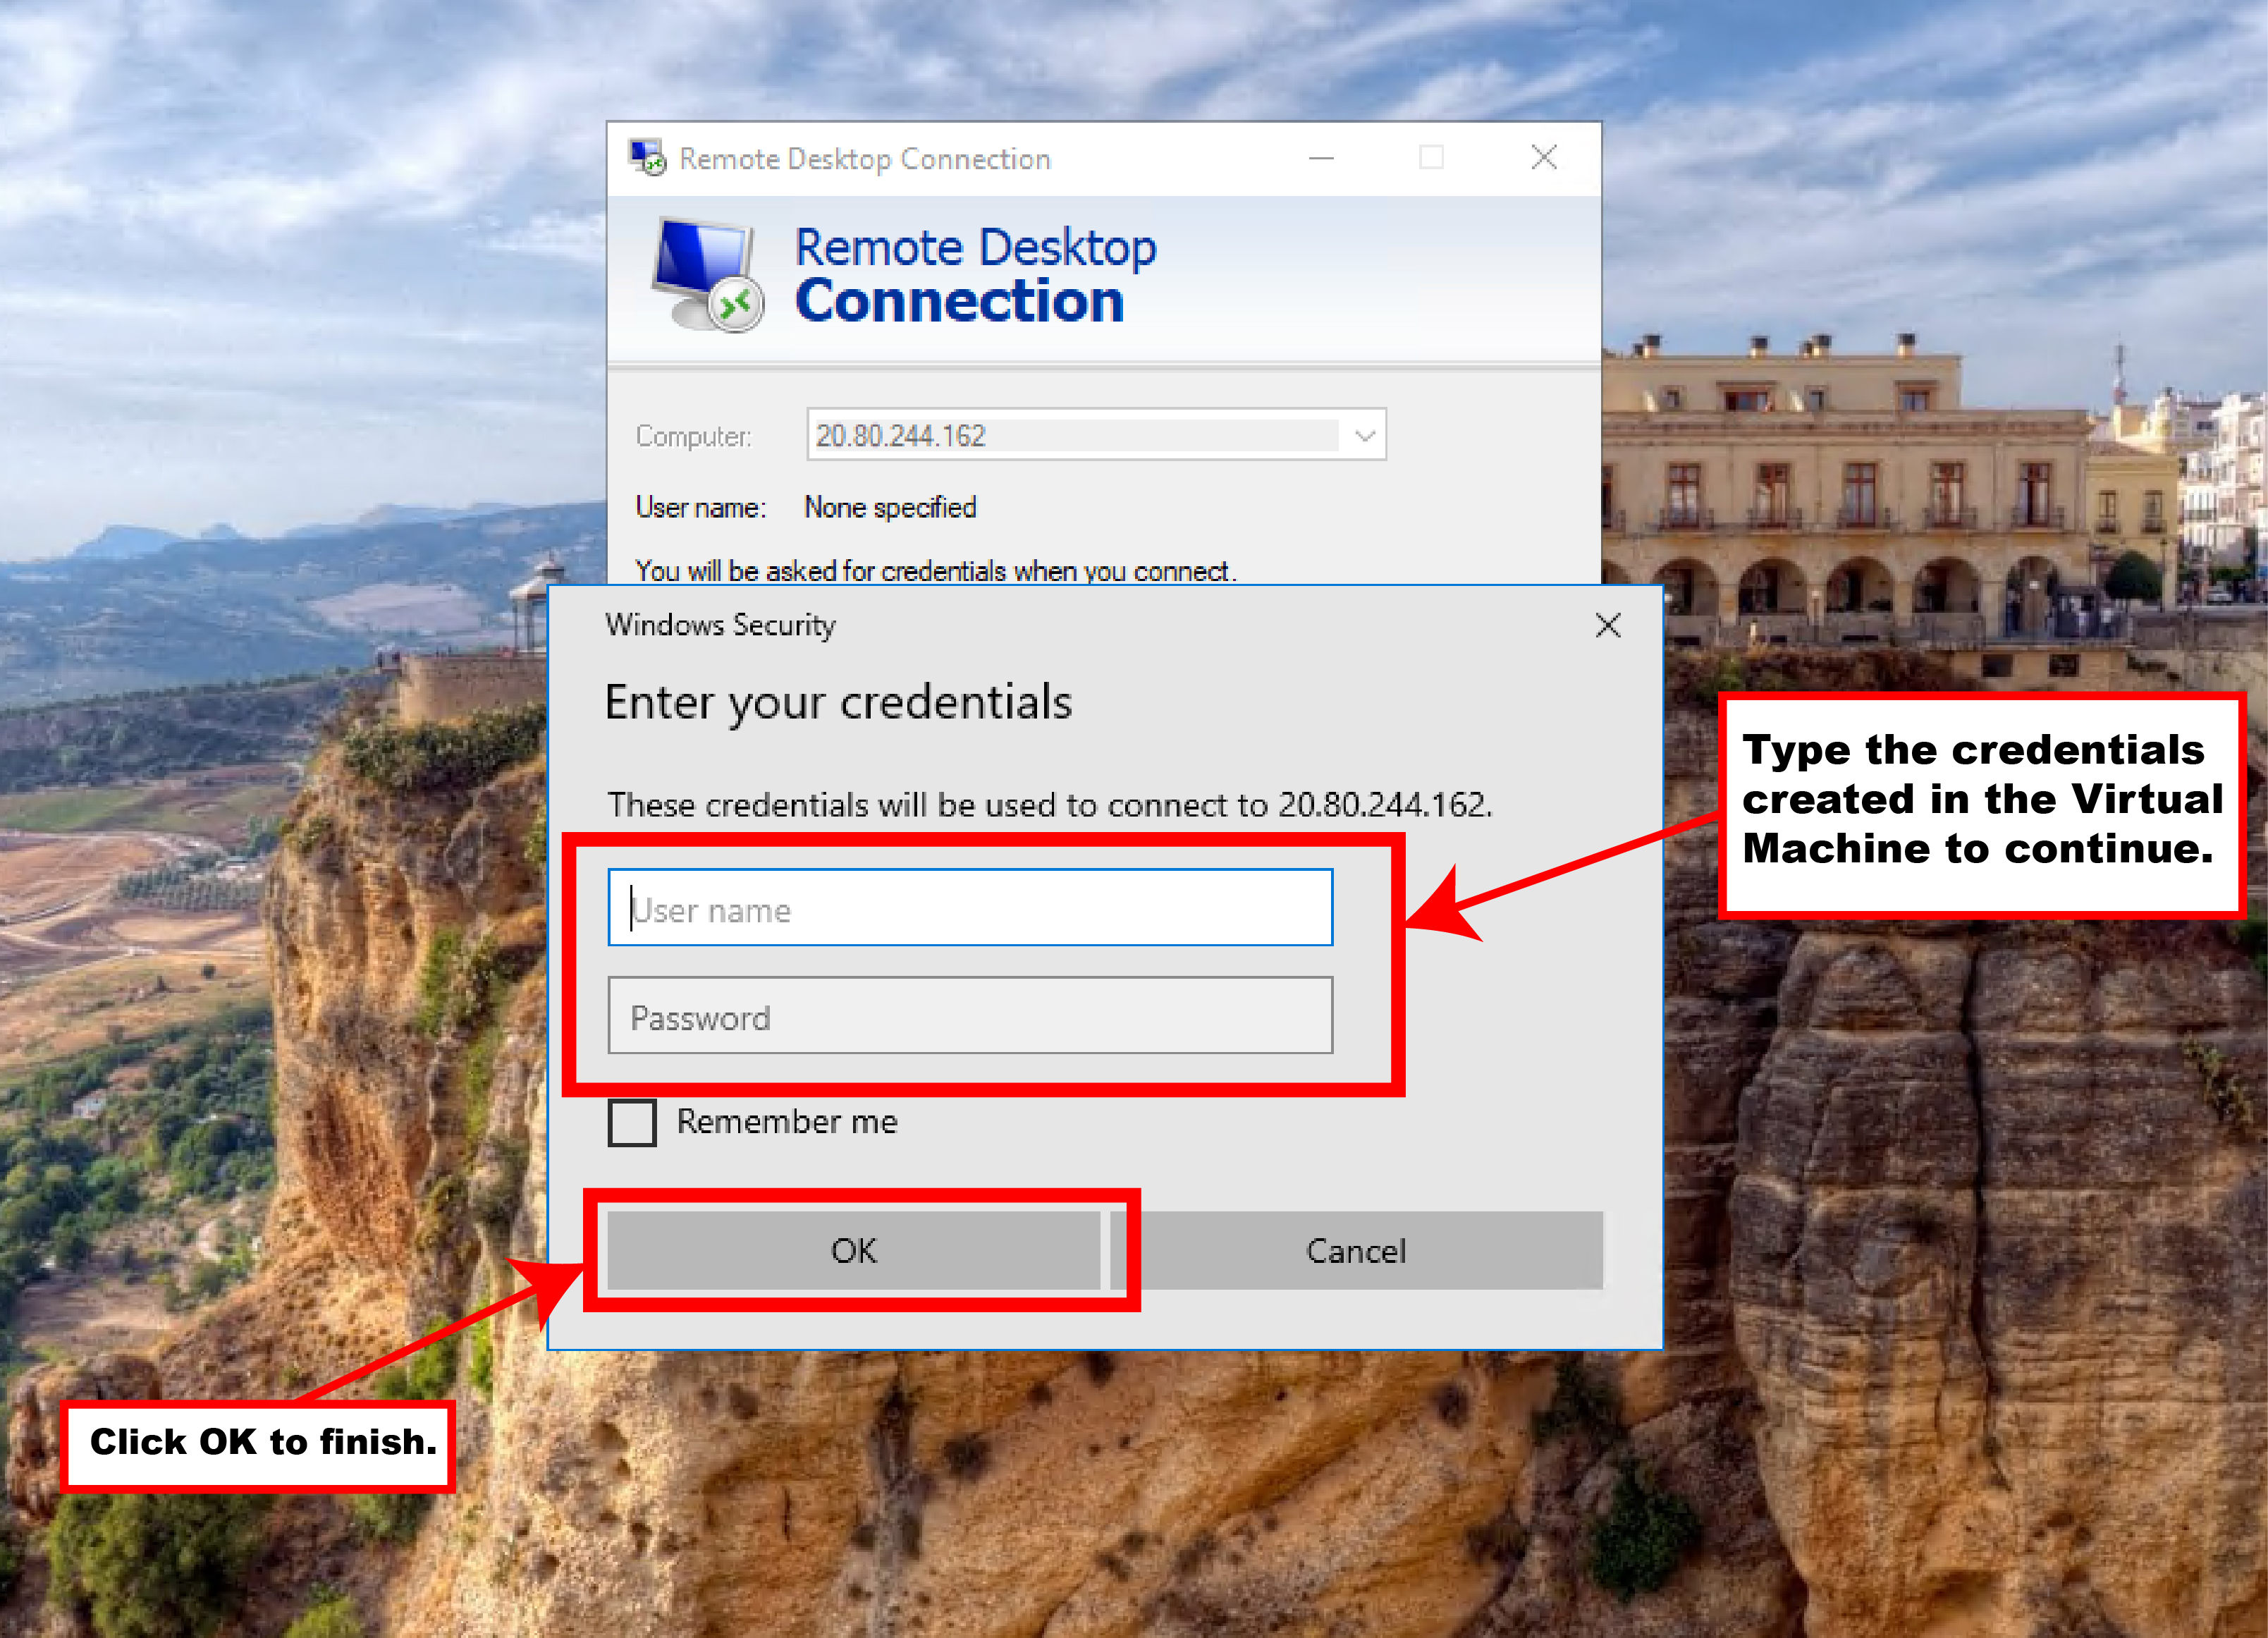 Remote Desktop Connection
Remote Desktop
Connection
Computer:
20.80.244.162
User name: None specified
You will be asked for credentials when you connect.
Windows Security
Enter your credentials
These credentials will be used to connect to 20.80.244.162.
User name
Password
Remember me
OK
Cancel
Type the credentials
created in the Virtual
Machine to continue.
Click OK to finish.